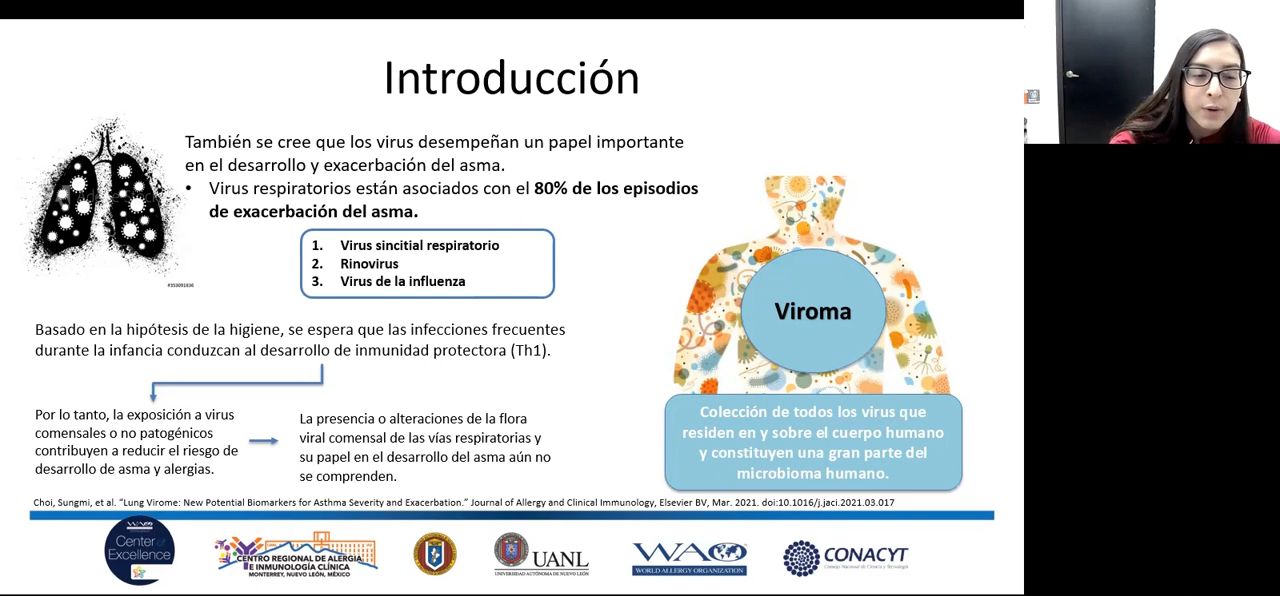 Introducción
También se cree que los virus desempeñan un papel importante
en el desarrollo y exacerbación del asma.
• Virus respiratorios están asociados con el 80% de los episodios
de exacerbación del asma.
#353091836
1. Virus sincitial respiratorio
2. Rinovirus
3. Virus de la influenza
Viroma
Basado en la hipótesis de la higiene, se espera que las infecciones frecuentes
durante la infancia conduzcan al desarrollo de inmunidad protectora (Th1).
Por lo tanto, la exposición a virus
comensales o no patogénicos
contribuyen a reducir el riesgo de
desarrollo de asma y alergias.
La presencia o alteraciones de la flora
viral comensal de las vías respiratorias y
su papel en el desarrollo del asma aún no
se comprenden.
Colección de todos los virus que
residen en y sobre el cuerpo humano
y constituyen una gran parte del
microbioma humano.
Choi, Sungmi, et al. “Lung Virome: New Potential Biomarkers for Asthma Severity and Exacerbation.” Journal of Allergy and Clinical Immunology, Elsevier BV, Mar. 2021. doi:10.1016/j.jaci.2021.03.017
WAO
Center of
Excellence
CENTRO REGIONAL DE ALERGIA
E INMUNOLOGÍA CLÍNICA
MONTERREY, NUEVO LEÓN, MÉXICO
UANL
UNIVERSIDAD AUTÓNOMA DE NUEVO LEÓN
WAO
WORLD ALLERGY ORGANIZATION
CONACYT
Consejo Nacional de Ciencia y Tecnología